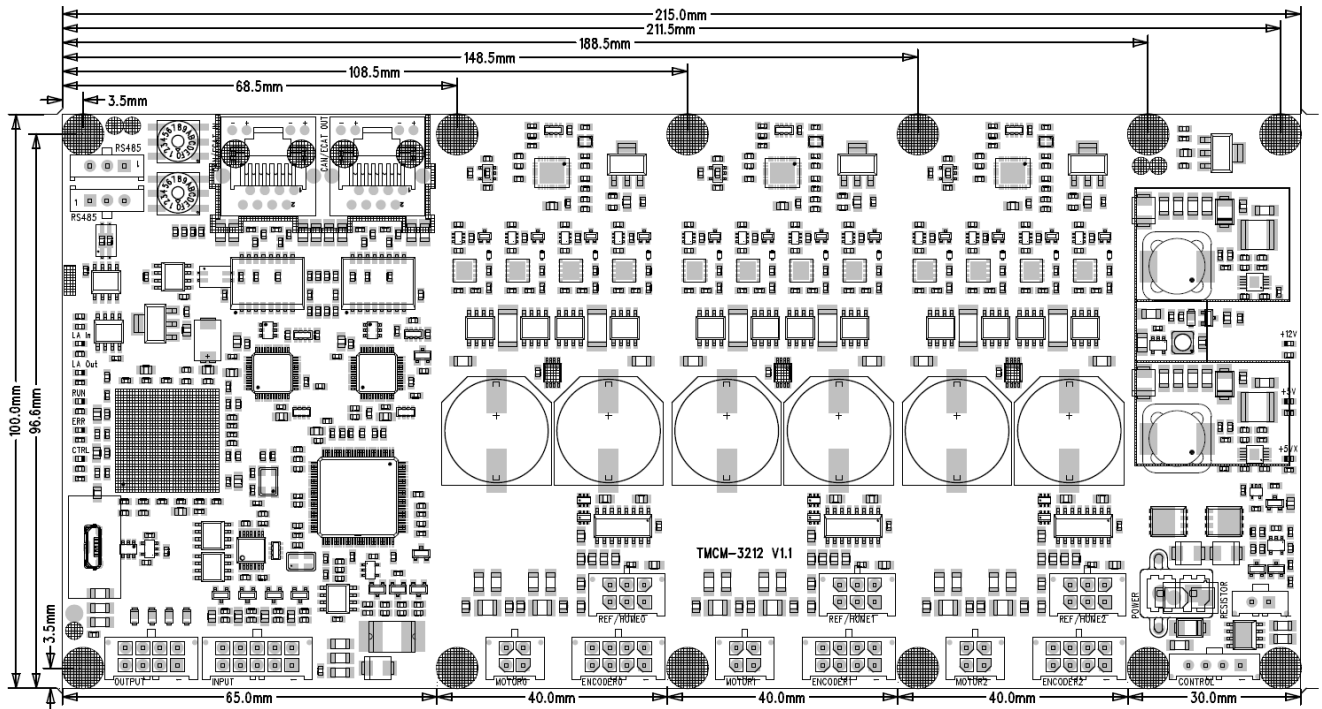 215.0mm
211.5mm
188.5mm
148.5mm
108.5mm
68.5mm
3.5mm
100.0mm
96.6mm
3.5mm
RS485
1
1
RS485
CAN/ECAT OUT
LA In
LA Out
RUN
ERR
CTRL
+12V
+5V
+5VX
TMCM-3212 V1.1
REF/HOME0
REF/HOME1
REF/HOME2
POWER
RESISTOR
OUTPUT
INPUT
MOTOR0
ENCODER0
MOTOR1
ENCODER1
MOTOR2
ENCODER2
CONTROL
65.0mm
40.0mm
40.0mm
40.0mm
30.0mm